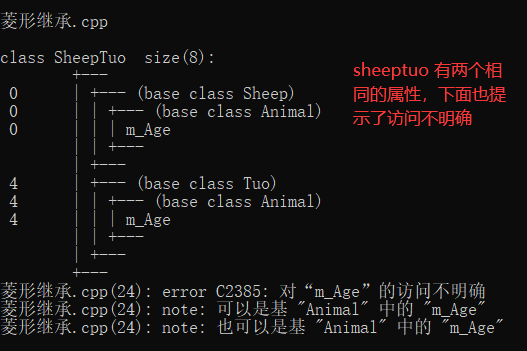 菱形继承.cpp
class SheepTuo  size(8):
        +---
 0      | +--- (base class Sheep)
 0      | | +--- (base class Animal)
 0      | | | m_Age
        | | +---
        | +---
 4      | +--- (base class Tuo)
 4      | | +--- (base class Animal)
 4      | | | m_Age
        | | +---
        | +---
        +---
sheeptuo 有两个相
同的属性，下面也提
示了访问不明确
菱形继承.cpp(24): error C2385: 对“m_Age”的访问不明确
菱形继承.cpp(24): note: 可以是基 "Animal" 中的 "m_Age"
菱形继承.cpp(24): note: 也可以是基 "Animal" 中的 "m_Age"